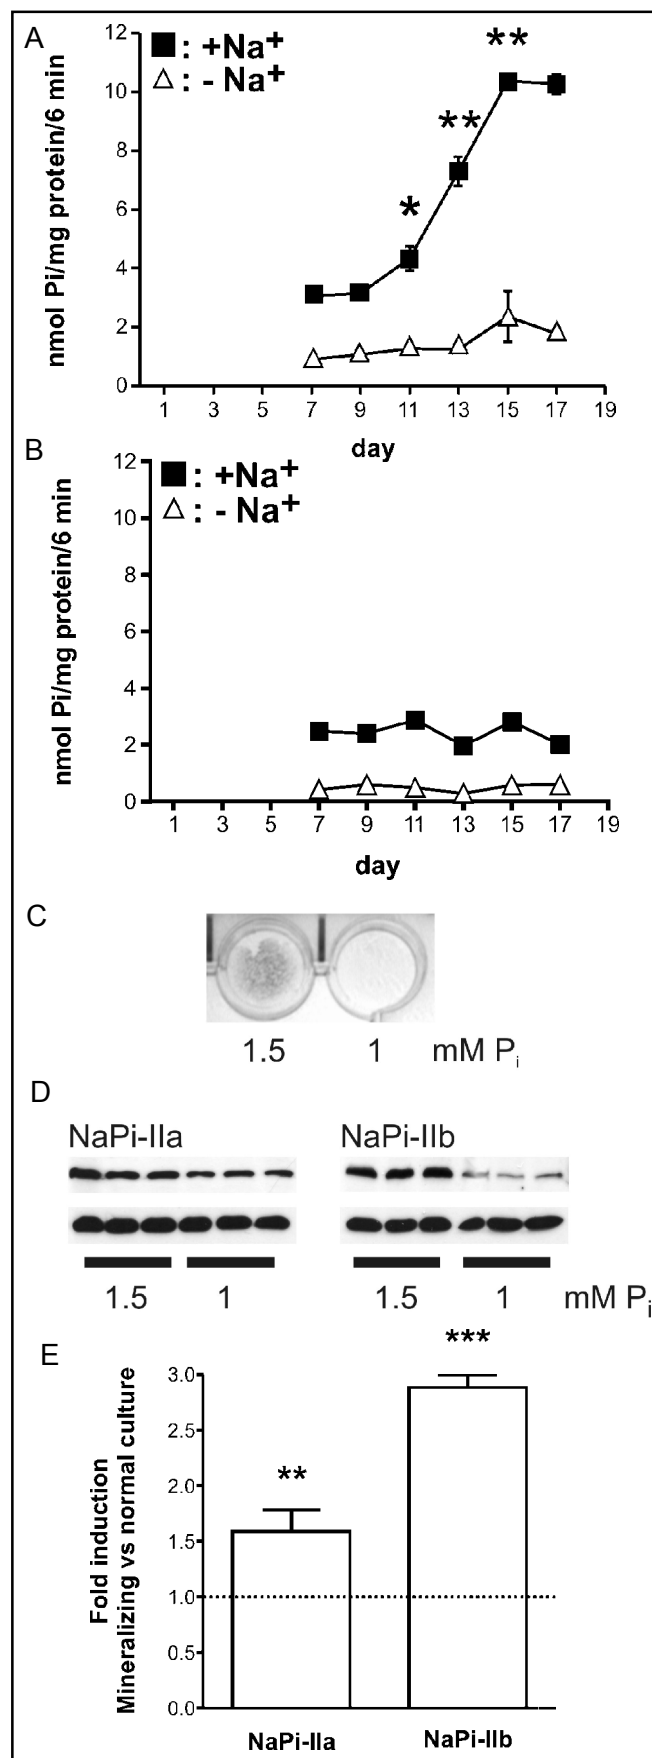 A
■: +Na+
△: - Na+
*
**
**
nmol Pi/mg protein/6 min
12
10
8
6
4
2
0
1 3 5 7 9 11 13 15 17 19
day
B
■: +Na+
△: - Na+
nmol Pi/mg protein/6 min
12
10
8
6
4
2
0
1 3 5 7 9 11 13 15 17 19
day
C
1.5 1 mM Pi
D
NaPi-IIa NaPi-IIb
1.5 1 1.5 1 mM Pi
E
Fold induction
Mineralizing vs normal culture
3.0
2.5
2.0
1.5
1.0
0.5
0.0
**
***
NaPi-IIa NaPi-IIb